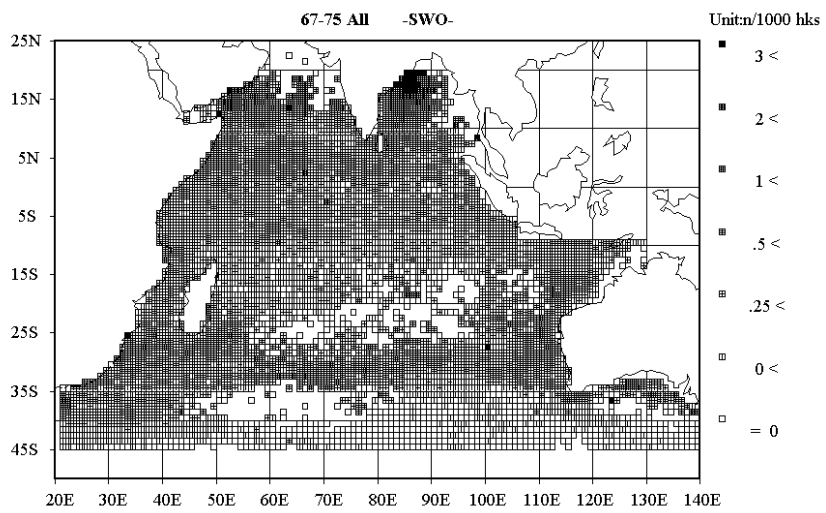 67-75 All -SWO-
Unit:n/1000 hks
25N
15N
5N
5S
15S
25S
35S
45S
20E 30E 40E 50E 60E 70E 80E 90E 100E 110E 120E 130E 140E
3 <
2 <
1 <
.5 <
.25 <
0 <
= 0